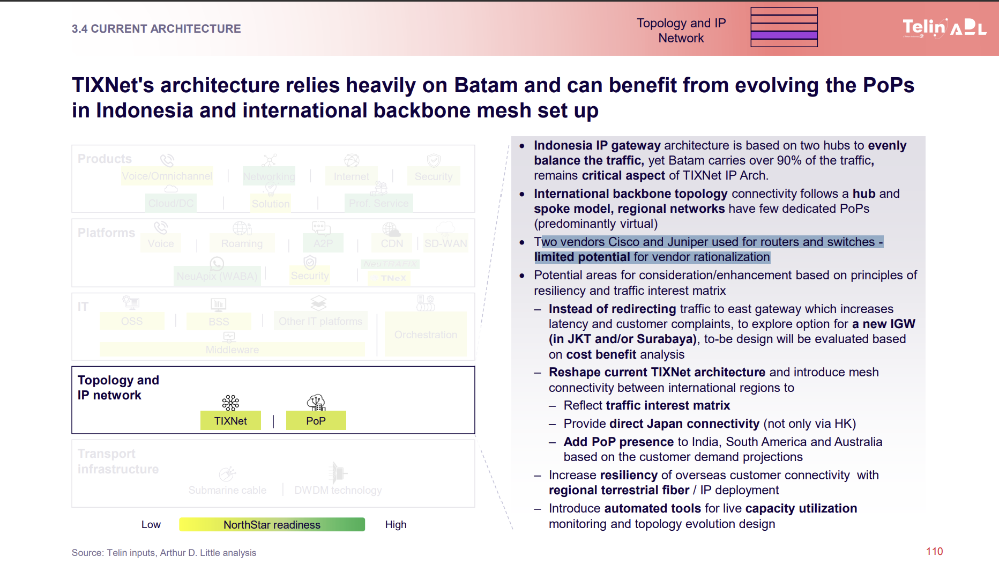 3.4 CURRENT ARCHITECTURE
Topology and IP
Network
Telin
ADL
TIXNet's architecture relies heavily on Batam and can benefit from evolving the PoPs
in Indonesia and international backbone mesh set up
Products
Voice/Omnichannel
Networking
Internet
Security
Cloud/DC
Solution
Prof. Service
Platforms
Voice
Roaming
A2P
CDN
SD-WAN
NeuApix (WABA)
Security
NeuTRAFIX
TNeX
IT
OSS
BSS
Other IT platforms
Orchestration
Middleware
Topology and
IP network
TIXNet
PoP
Transport
infrastructure
Submarine cable
DWDM technology
Low
NorthStar readiness
High
• Indonesia IP gateway architecture is based on two hubs to evenly
balance the traffic, yet Batam carries over 90% of the traffic,
remains critical aspect of TIXNet IP Arch.
• International backbone topology connectivity follows a hub and
spoke model, regional networks have few dedicated PoPs
(predominantly virtual)
• Two vendors Cisco and Juniper used for routers and switches -
limited potential for vendor rationalization
• Potential areas for consideration/enhancement based on principles of
resiliency and traffic interest matrix
– Instead of redirecting traffic to east gateway which increases
latency and customer complaints, to explore option for a new IGW
(in JKT and/or Surabaya), to-be design will be evaluated based
on cost benefit analysis
– Reshape current TIXNet architecture and introduce mesh
connectivity between international regions to
– Reflect traffic interest matrix
– Provide direct Japan connectivity (not only via HK)
– Add PoP presence to India, South America and Australia
based on the customer demand projections
– Increase resiliency of overseas customer connectivity with
regional terrestrial fiber / IP deployment
– Introduce automated tools for live capacity utilization
monitoring and topology evolution design
Source: Telin inputs, Arthur D. Little analysis
110